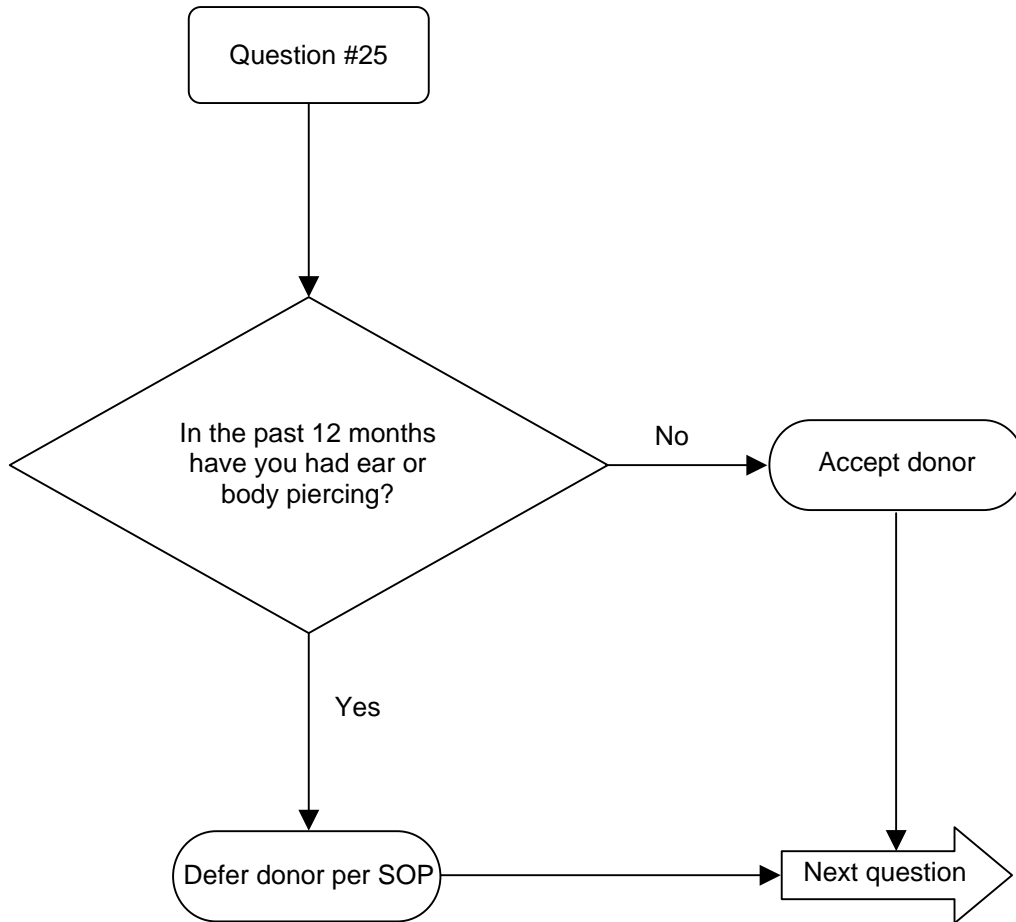 Question #25
In the past 12 months
have you had ear or
body piercing?
No
Accept donor
Yes
Defer donor per SOP
Next question